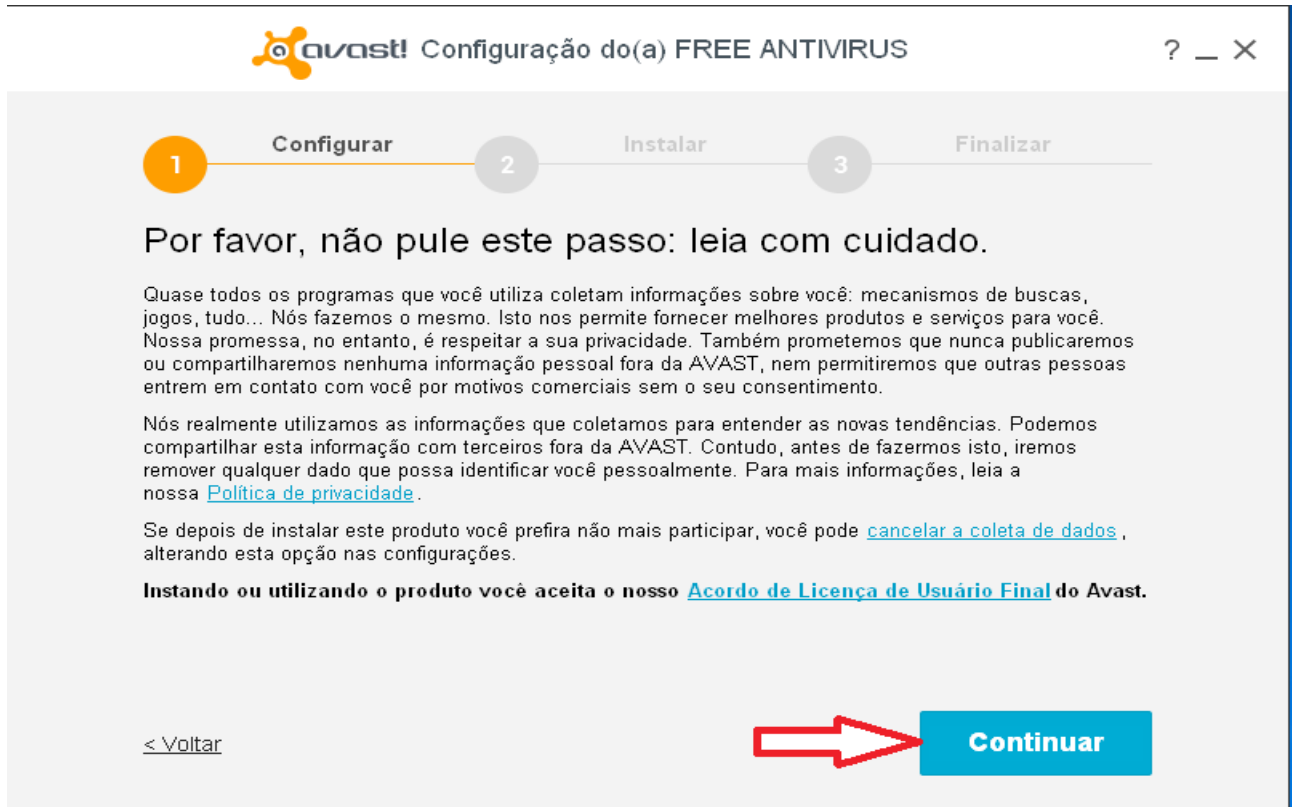 avast! Configuração do(a) FREE ANTIVIRUS ? _ X
1 Configurar 2 Instalar 3 Finalizar
Por favor, não pule este passo: leia com cuidado.
Quase todos os programas que você utiliza coletam informações sobre você: mecanismos de buscas,
jogos, tudo... Nós fazemos o mesmo. Isto nos permite fornecer melhores produtos e serviços para você.
Nossa promessa, no entanto, é respeitar a sua privacidade. Também prometemos que nunca publicaremos
ou compartilharemos nenhuma informação pessoal fora da AVAST, nem permitiremos que outras pessoas
entrem em contato com você por motivos comerciais sem o seu consentimento.
Nós realmente utilizamos as informações que coletamos para entender as novas tendências. Podemos
compartilhar esta informação com terceiros fora da AVAST. Contudo, antes de fazermos isto, iremos
remover qualquer dado que possa identificar você pessoalmente. Para mais informações, leia a
nossa Política de privacidade.
Se depois de instalar este produto você prefira não mais participar, você pode cancelar a coleta de dados,
alterando esta opção nas configurações.
Instando ou utilizando o produto você aceita o nosso Acordo de Licença de Usuário Final do Avast.
< Voltar
Continuar